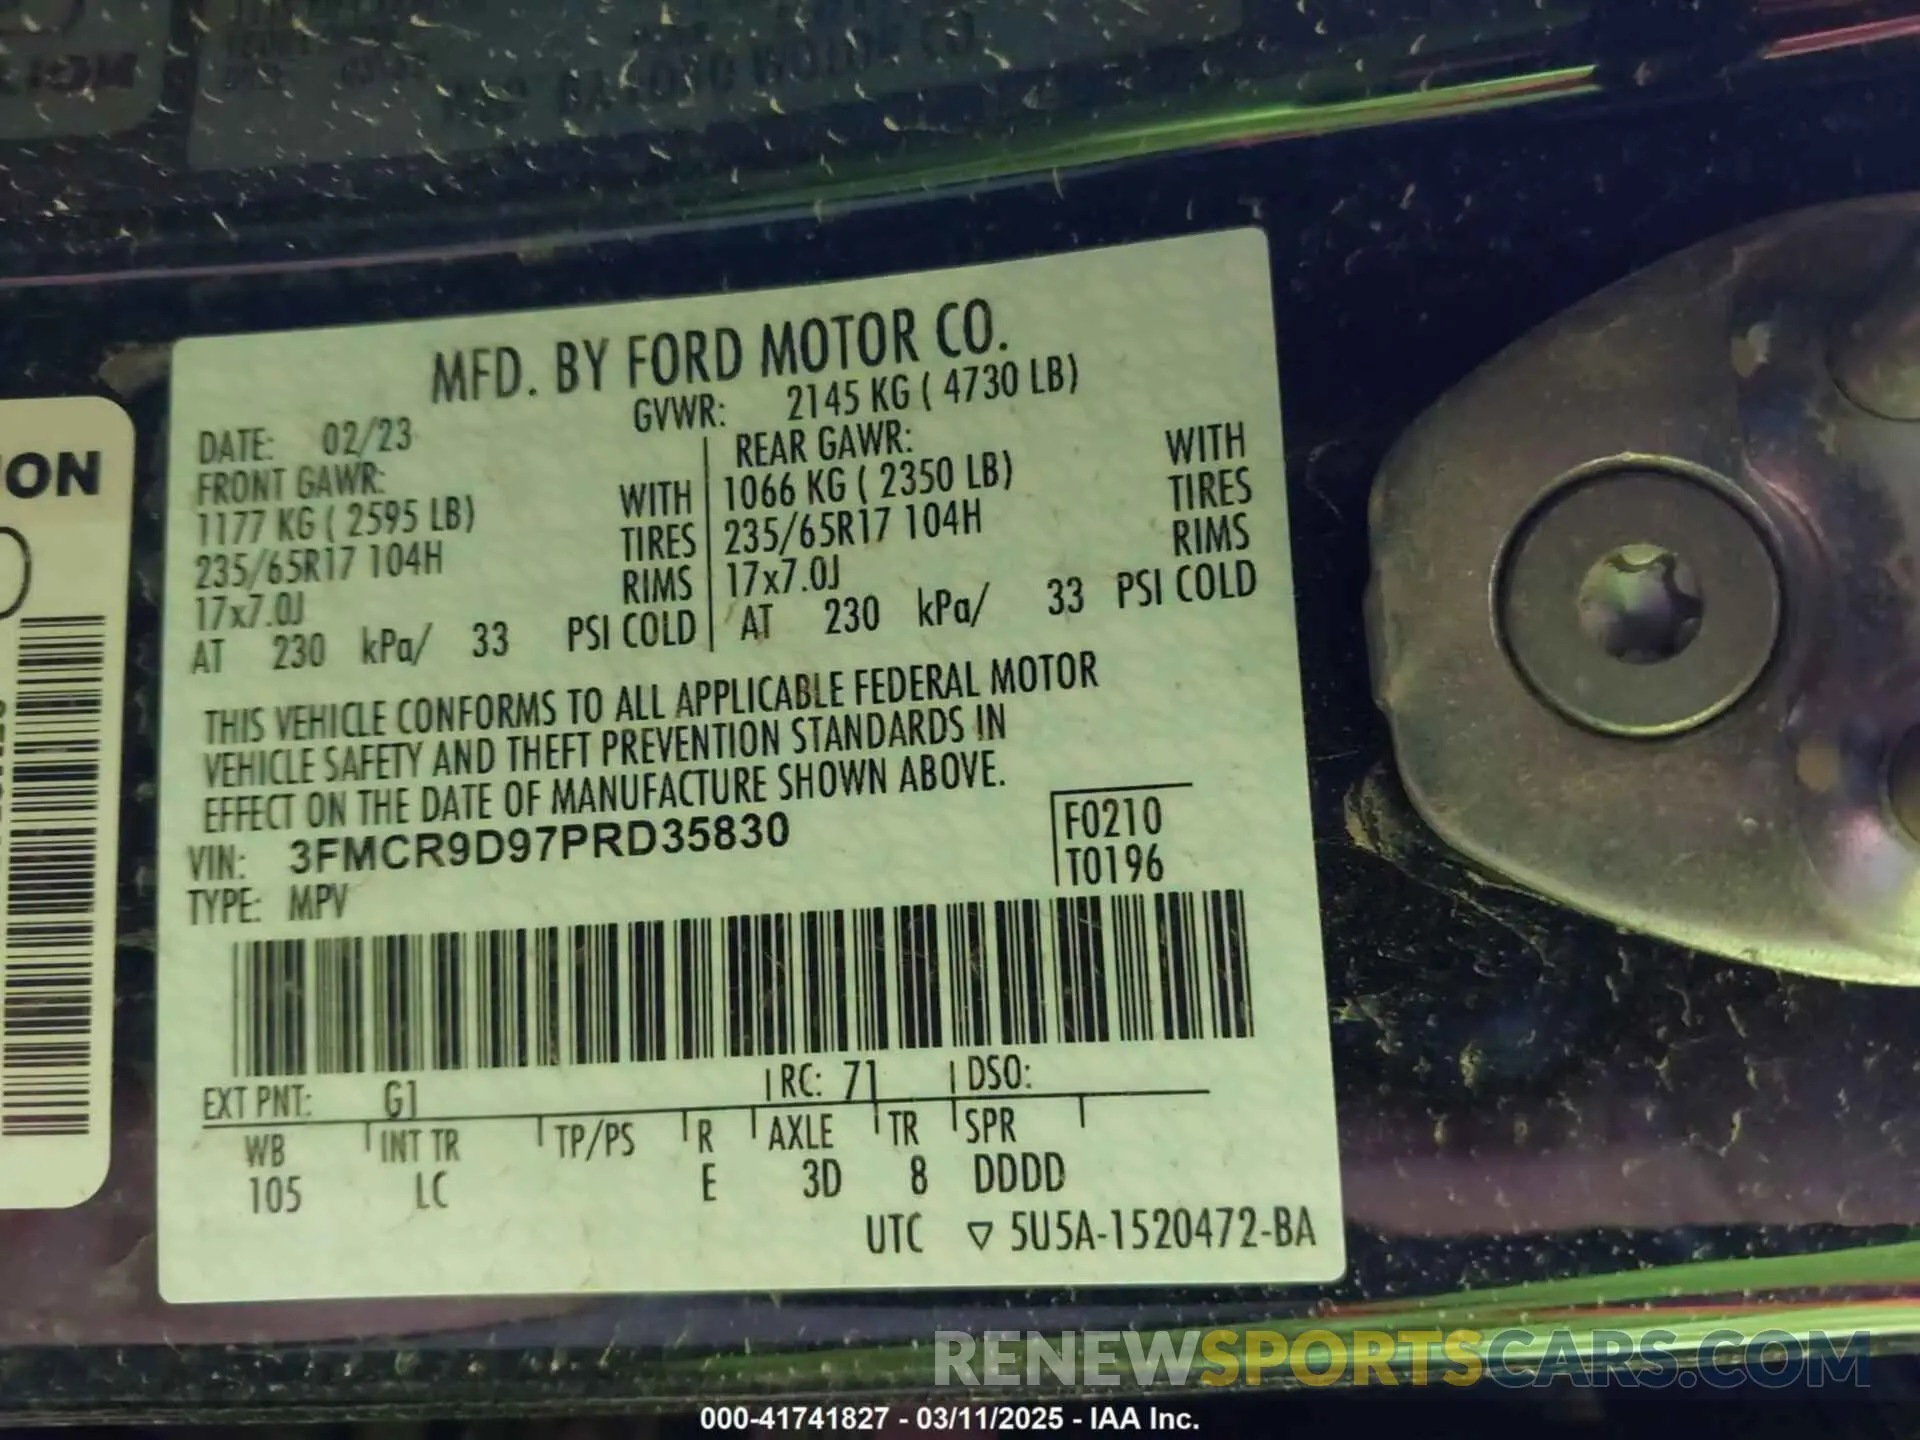 MFD. BY FORD MOTOR CO.
DATE: 02/23 GVWR: 2145 KG ( 4730 LB)
FRONT GAWR: REAR GAWR:
1177 KG ( 2595 LB) WITH 1066 KG ( 2350 LB) WITH
235/65R17 104H TIRES 235/65R17 104H TIRES
17x7.0J RIMS 17x7.0J RIMS
AT 230 kPa/ 33 PSI COLD AT 230 kPa/ 33 PSI COLD
THIS VEHICLE CONFORMS TO ALL APPLICABLE FEDERAL MOTOR
VEHICLE SAFETY AND THEFT PREVENTION STANDARDS IN
EFFECT ON THE DATE OF MANUFACTURE SHOWN ABOVE.
VIN: 3FMCR9D97PRD35830 F0210
TYPE: MPV T0196
EXT PNT: G1 RC: 71 DSO:
WB INT TR TP/PS R AXLE TR SPR
105 LC E 3D 8 DDDD
UTC ▽ 5U5A-1520472-BA
RENEWSPORTSCARS.COM
000-41741827 - 03/11/2025 - IAA Inc.